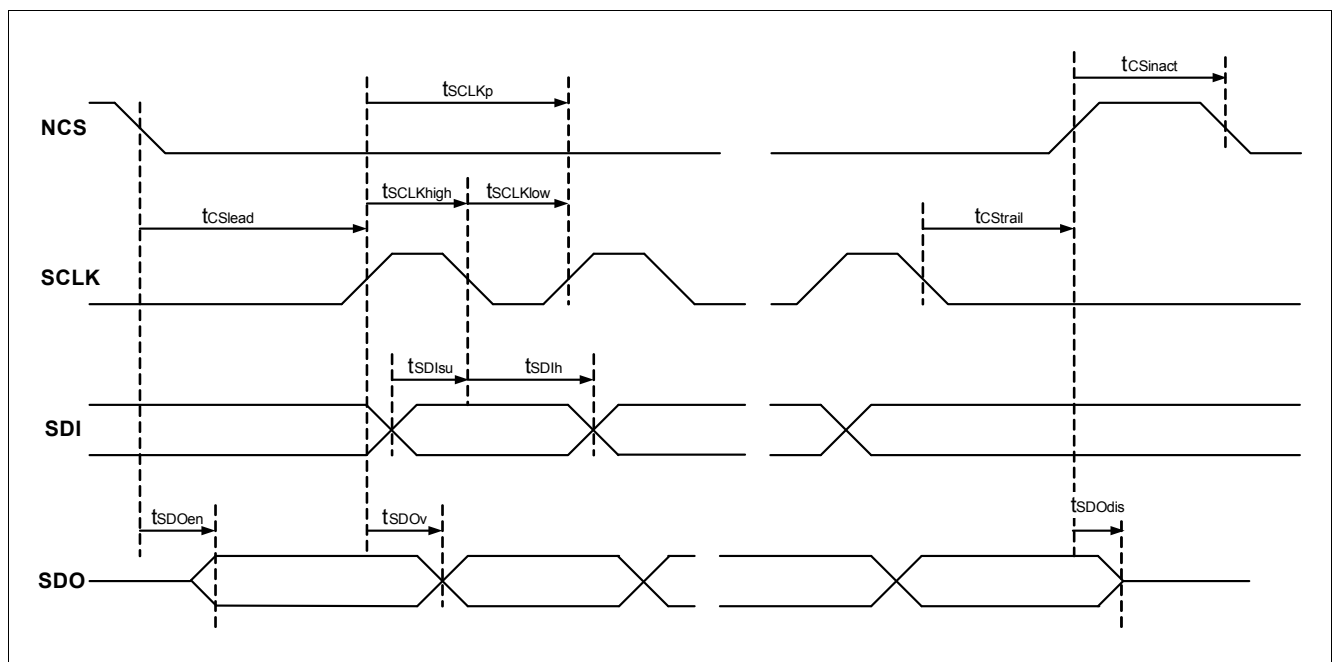 tCSinact
tSCLKp
NCS
tSCLKhigh
tSCLKlow
tCSlead
tCStrail
SCLK
tSDIsu
tSDIh
SDI
tSDOen
tSDOv
tSDOdis
SDO